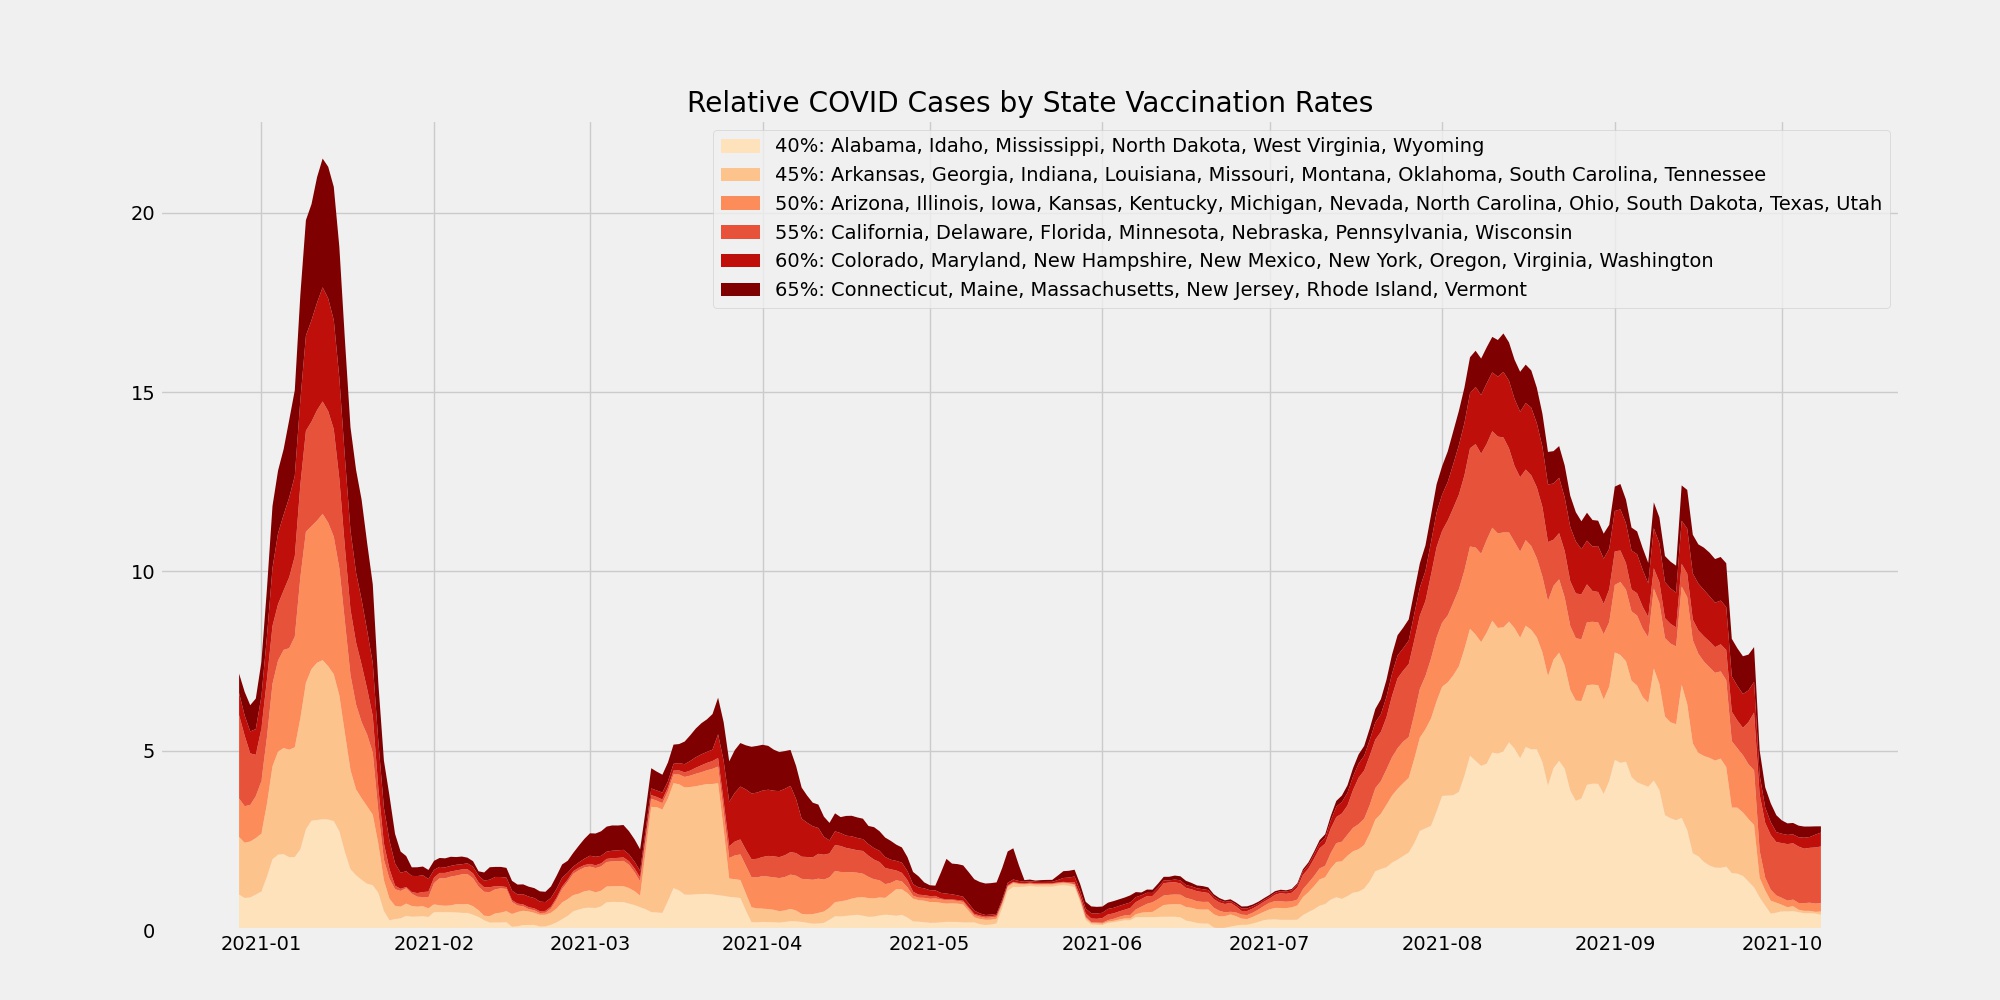 Relative COVID Cases by State Vaccination Rates
40%: Alabama, Idaho, Mississippi, North Dakota, West Virginia, Wyoming
45%: Arkansas, Georgia, Indiana, Louisiana, Missouri, Montana, Oklahoma, South Carolina, Tennessee
50%: Arizona, Illinois, Iowa, Kansas, Kentucky, Michigan, Nevada, North Carolina, Ohio, South Dakota, Texas, Utah
55%: California, Delaware, Florida, Minnesota, Nebraska, Pennsylvania, Wisconsin
60%: Colorado, Maryland, New Hampshire, New Mexico, New York, Oregon, Virginia, Washington
65%: Connecticut, Maine, Massachusetts, New Jersey, Rhode Island, Vermont
20
15
10
5
0
2021-01 2021-02 2021-03 2021-04 2021-05 2021-06 2021-07 2021-08 2021-09 2021-10